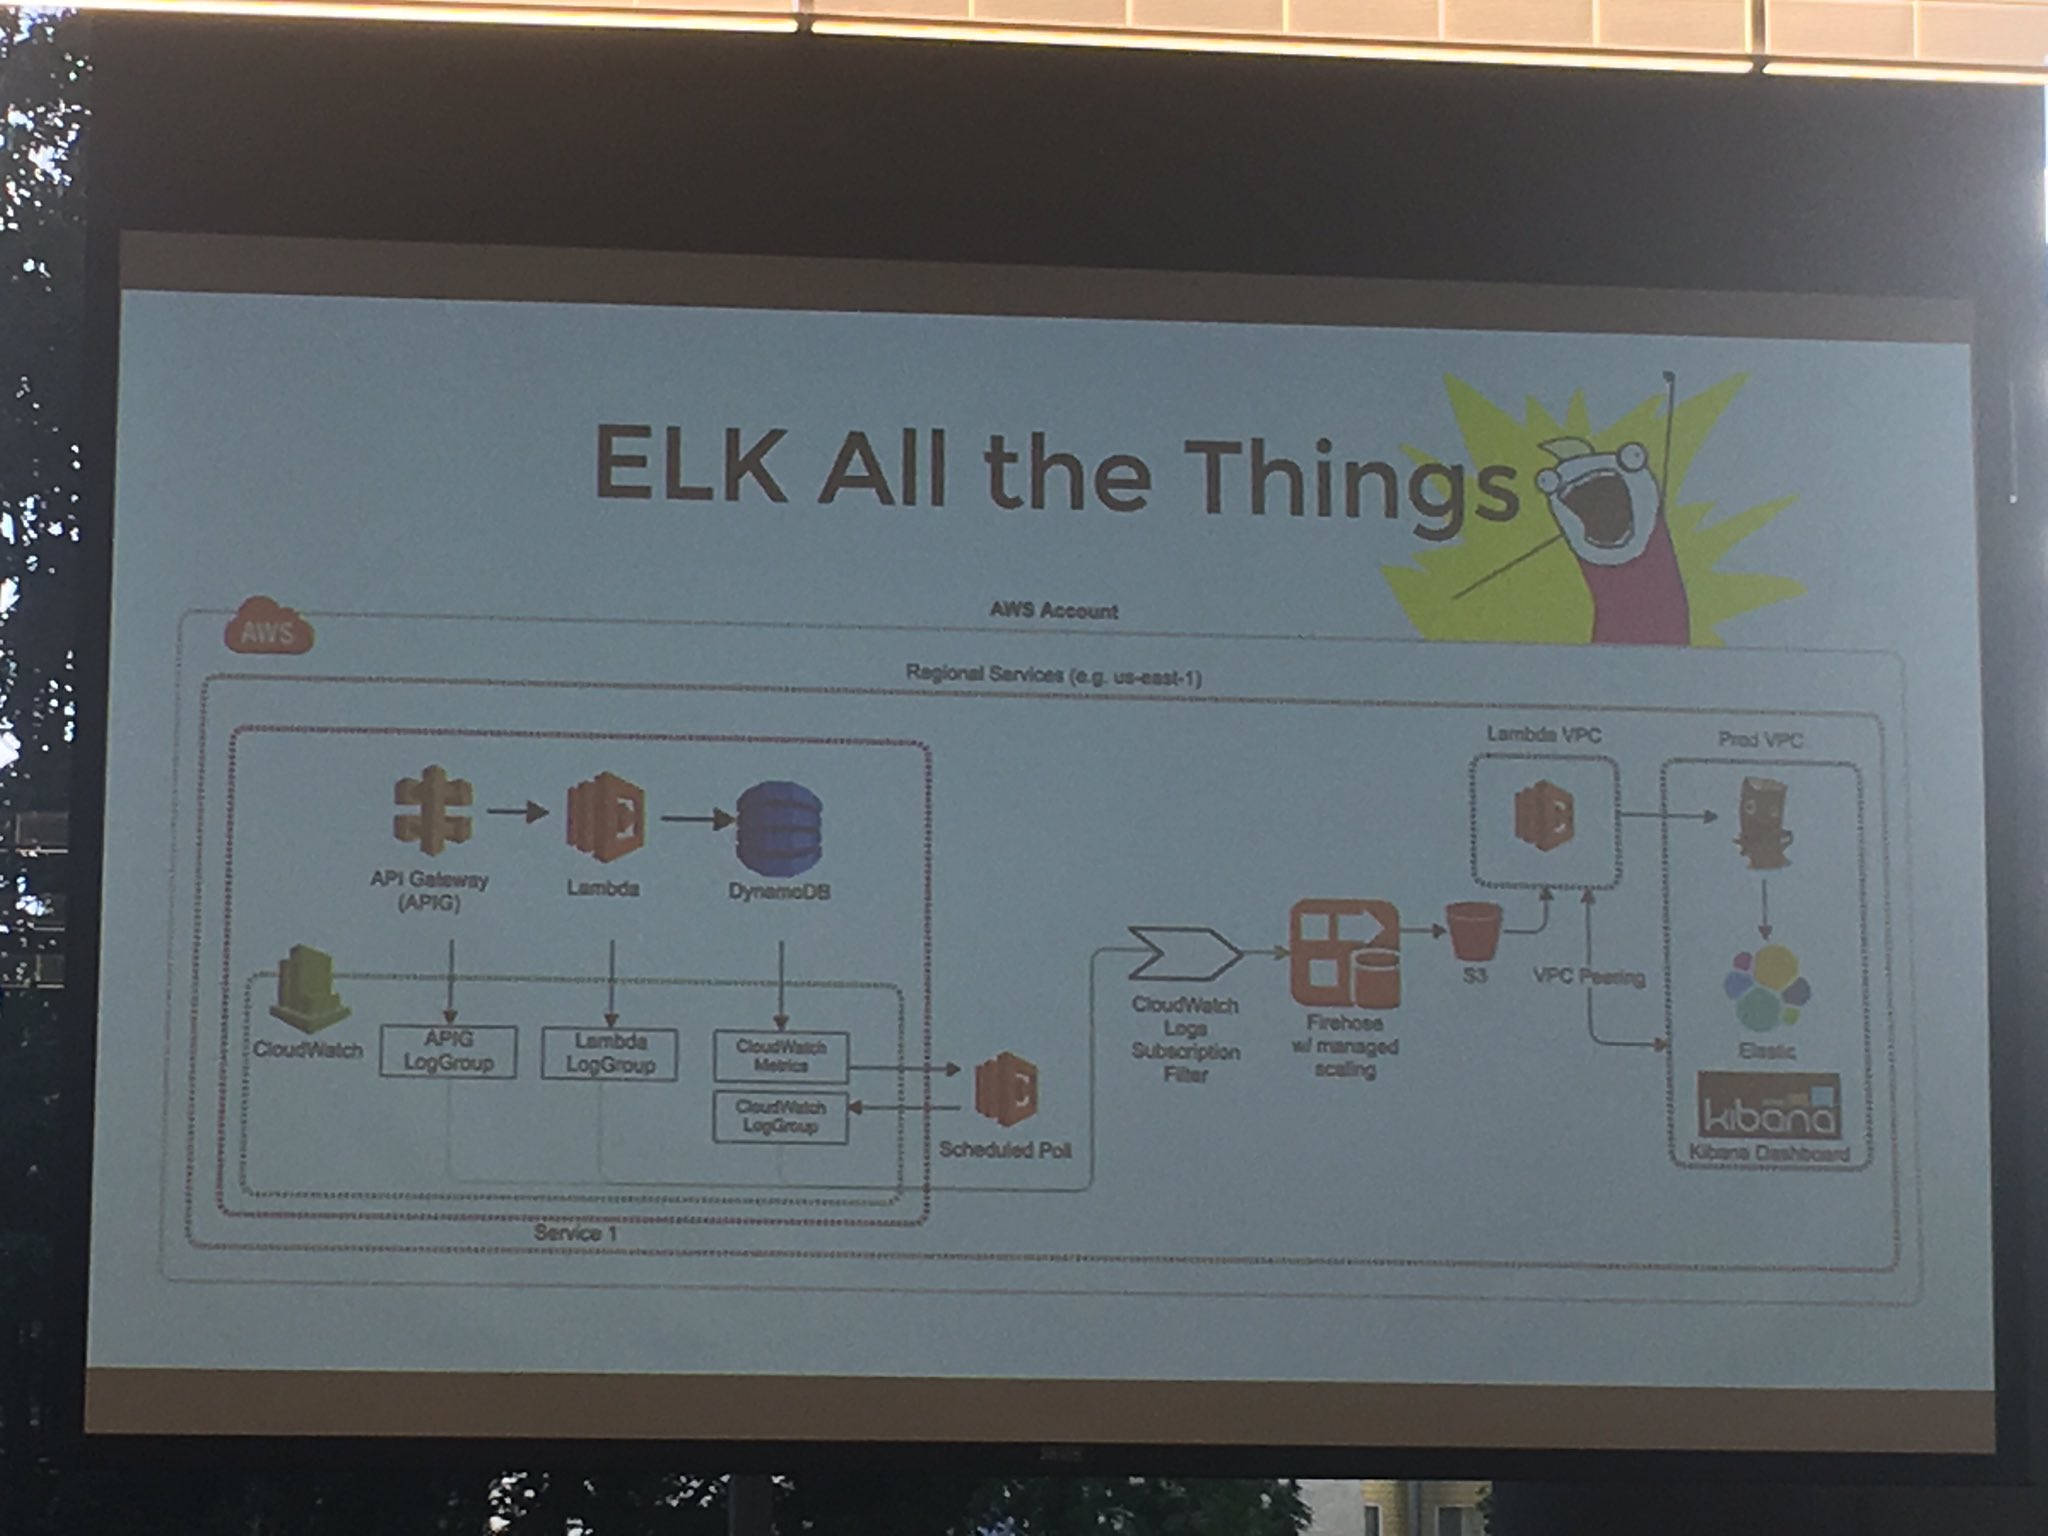 ELK All the Things
AWS Account
AWS
Regional Services (e.g. us-east-1)
Lambda VPC
Prod VPC
API Gateway
(APIG)
Lambda
DynamoDB
CloudWatch
APIG
LogGroup
Lambda
LogGroup
CloudWatch
Metrics
CloudWatch
LogGroup
Scheduled Poll
CloudWatch
Logs
Subscription
Filter
Firehose
w/ managed
scaling
S3
VPC Peering
Elastic
kibana
Kibana Dashboard
Service 1